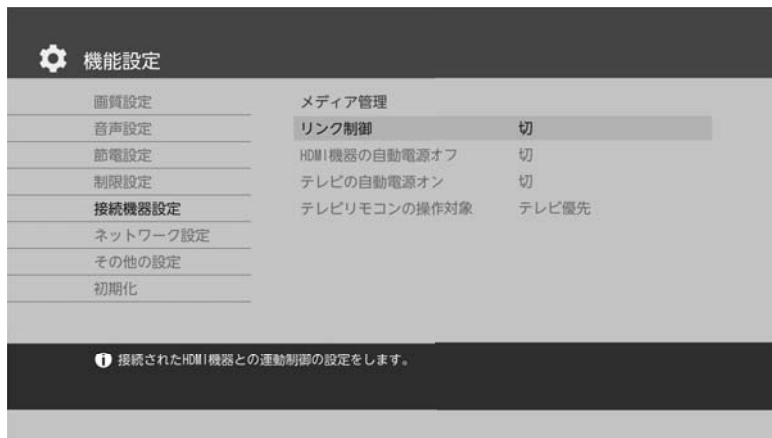 機能設定
画質設定
音声設定
節電設定
制限設定
接続機器設定
ネットワーク設定
その他の設定
初期化
メディア管理
リンク制御 切
HDMI機器の自動電源オフ 切
テレビの自動電源オン 切
テレビリモコンの操作対象 テレビ優先
接続されたHDMI機器との運動制御の設定をします。